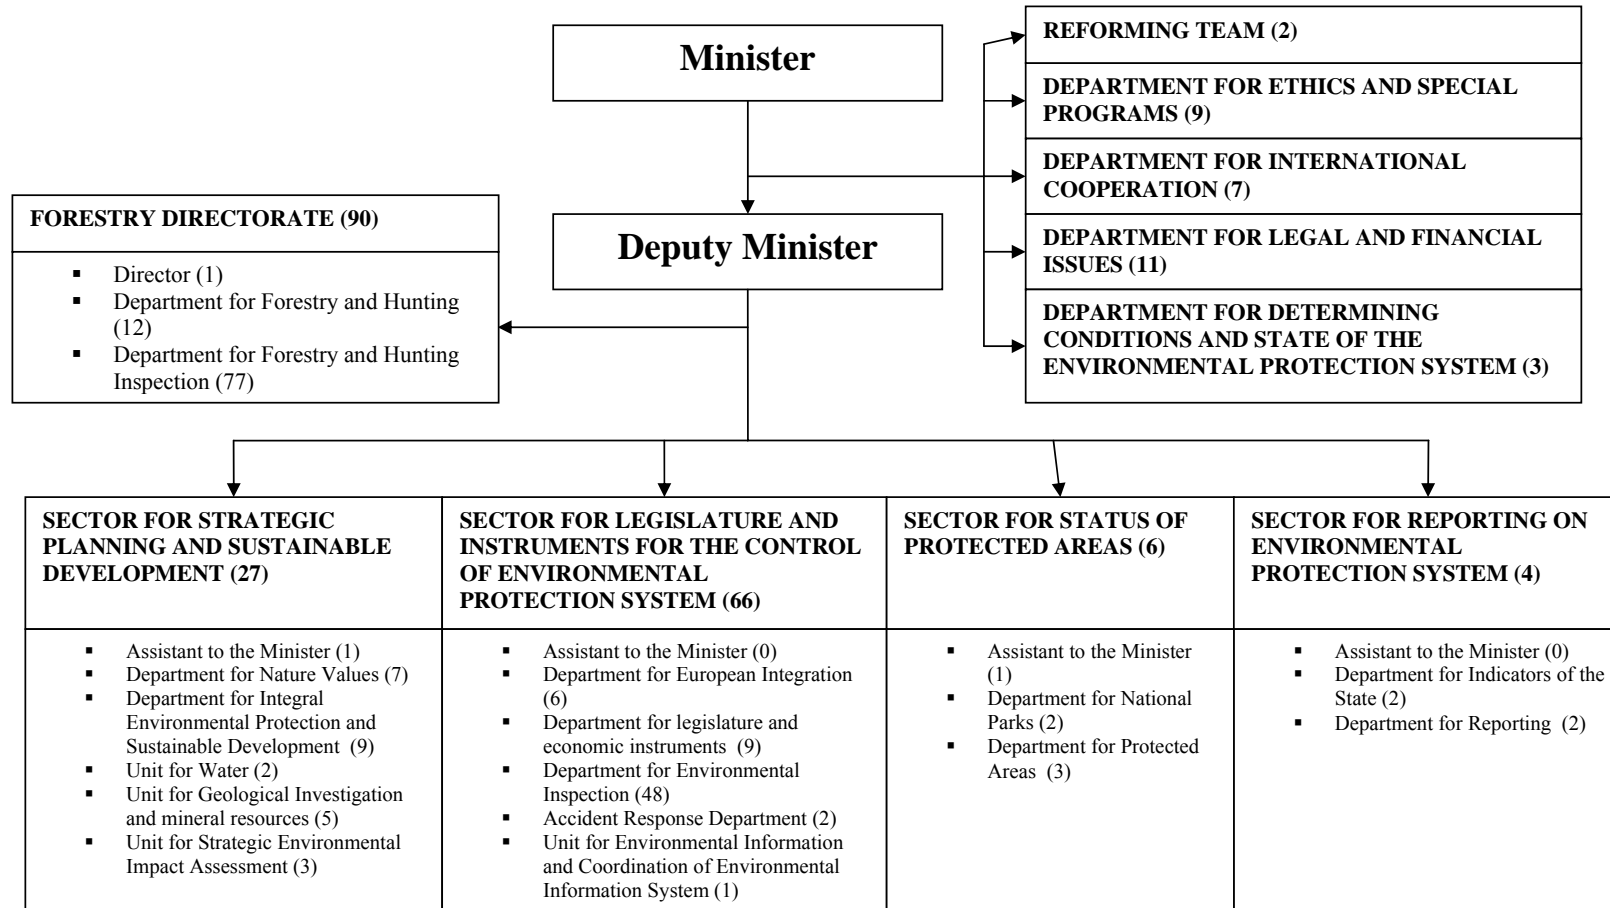 Minister
REFORMING TEAM (2)
DEPARTMENT FOR ETHICS AND SPECIAL
PROGRAMS (9)
DEPARTMENT FOR INTERNATIONAL
COOPERATION (7)
DEPARTMENT FOR LEGAL AND FINANCIAL
ISSUES (11)
DEPARTMENT FOR DETERMINING
CONDITIONS AND STATE OF THE
ENVIRONMENTAL PROTECTION SYSTEM (3)
Deputy Minister
FORESTRY DIRECTORATE (90)
▪ Director (1)
▪ Department for Forestry and Hunting
(12)
▪ Department for Forestry and Hunting
Inspection (77)
SECTOR FOR STRATEGIC
PLANNING AND SUSTAINABLE
DEVELOPMENT (27)
▪ Assistant to the Minister (1)
▪ Department for Nature Values (7)
▪ Department for Integral
Environmental Protection and
Sustainable Development (9)
▪ Unit for Water (2)
▪ Unit for Geological Investigation
and mineral resources (5)
▪ Unit for Strategic Environmental
Impact Assessment (3)
SECTOR FOR LEGISLATURE AND
INSTRUMENTS FOR THE CONTROL
OF ENVIRONMENTAL
PROTECTION SYSTEM (66)
▪ Assistant to the Minister (0)
▪ Department for European Integration
(6)
▪ Department for legislature and
economic instruments (9)
▪ Department for Environmental
Inspection (48)
▪ Accident Response Department (2)
▪ Unit for Environmental Information
and Coordination of Environmental
Information System (1)
SECTOR FOR STATUS OF
PROTECTED AREAS (6)
▪ Assistant to the Minister
(1)
▪ Department for National
Parks (2)
▪ Department for Protected
Areas (3)
SECTOR FOR REPORTING ON
ENVIRONMENTAL
PROTECTION SYSTEM (4)
▪ Assistant to the Minister (0)
▪ Department for Indicators of the
State (2)
▪ Department for Reporting (2)